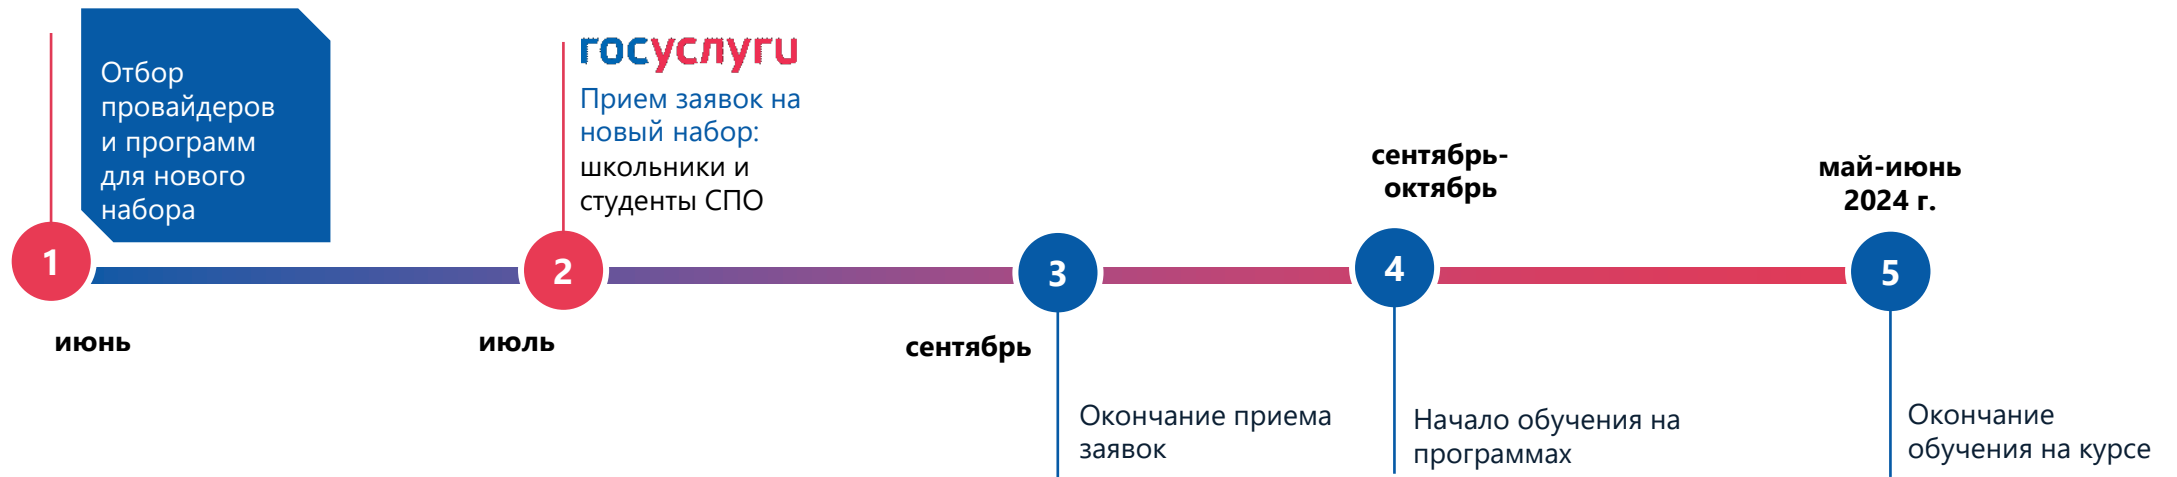 Отбор
провайдеров
и программ
для нового
набора
1
июнь
госуслуги
Прием заявок на
новый набор:
школьники и
студенты СПО
2
июль
3
сентябрь
Окончание приема
заявок
сентябрь-
октябрь
4
Начало обучения на
программах
май-июнь
2024 г.
5
Окончание
обучения на курсе